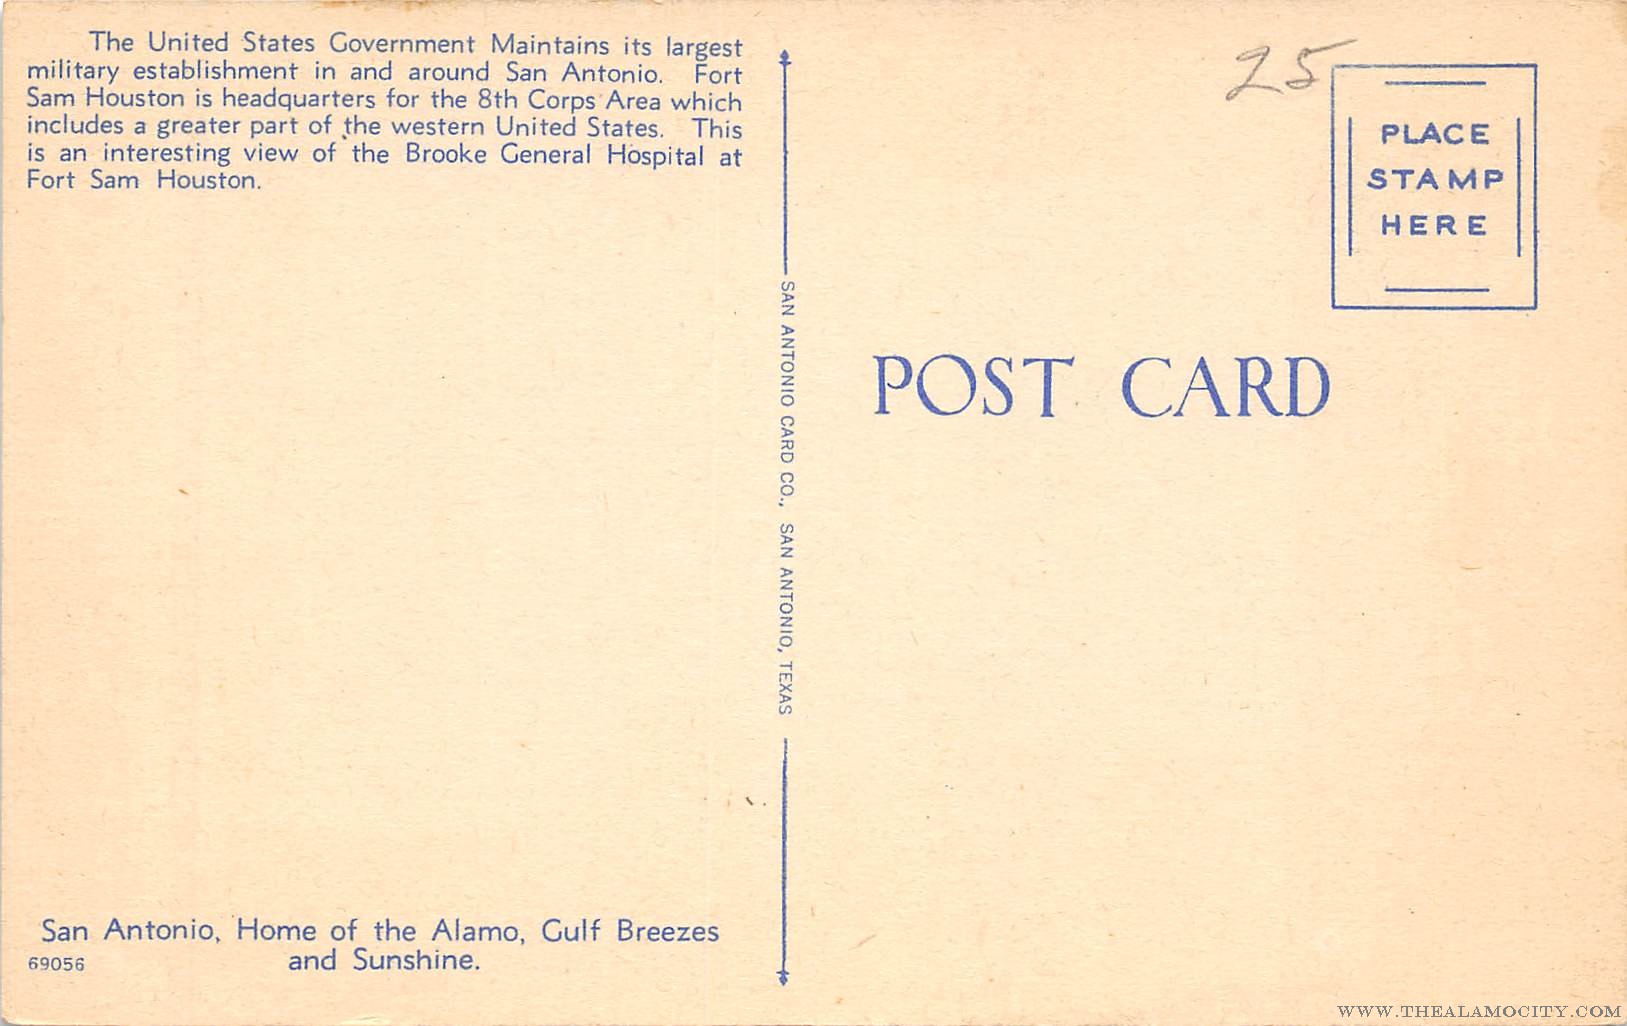 The United States Government Maintains its largest
military establishment in and around San Antonio. Fort
Sam Houston is headquarters for the 8th Corps Area which
includes a greater part of the western United States. This
is an interesting view of the Brooke General Hospital at
Fort Sam Houston.
25
PLACE
STAMP
HERE
POST CARD
SAN ANTONIO CARD CO., SAN ANTONIO, TEXAS
San Antonio, Home of the Alamo, Gulf Breezes
and Sunshine.
69056
WWW.THEALAMOCITY.COM